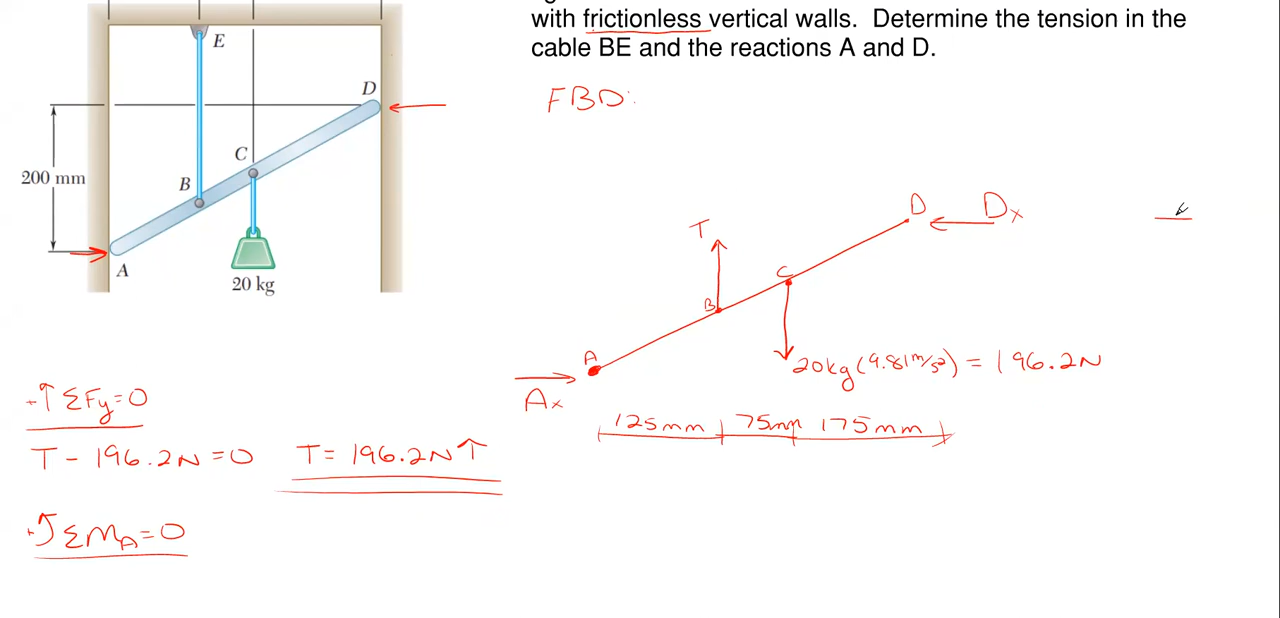 with frictionless vertical walls. Determine the tension in the
cable BE and the reactions A and D.
E
D
C
B
A
200 mm
20 kg
FBD:
T
D
Dx
C
B
A
Ax
20kg(9.81m/s²) = 196.2N
125mm 75mm 175mm
+↑ΣFy=0
T - 196.2N = 0 T = 196.2N↑
+↺ΣMA=0